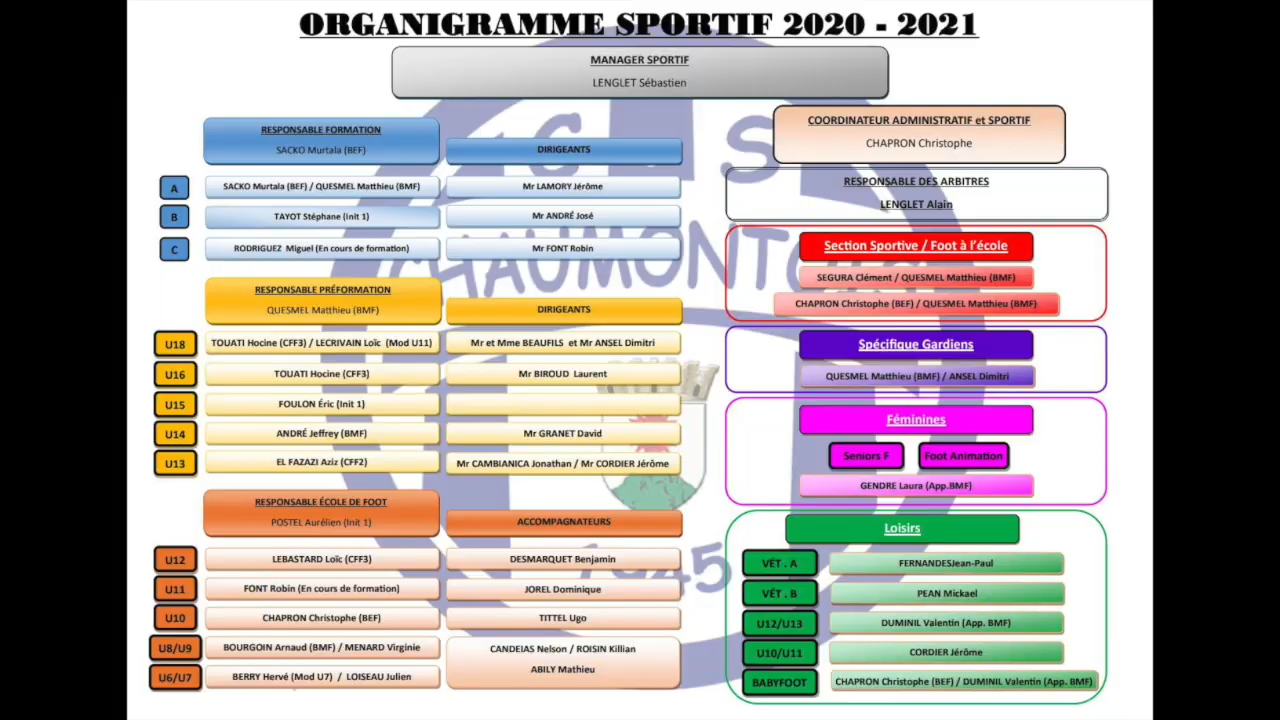 ORGANIGRAMME SPORTIF 2020 - 2021
MANAGER SPORTIF
LENGLET Sébastien
RESPONSABLE FORMATION
SACKO Murtala (BEF)
DIRIGEANTS
A
SACKO Murtala (BEF) / QUESMEL Matthieu (BMF)
Mr LAMORY Jérôme
B
TAYOT Stéphane (Init 1)
Mr ANDRÉ José
C
RODRIGUEZ Miguel (En cours de formation)
Mr FONT Robin
RESPONSABLE PRÉFORMATION
QUESMEL Matthieu (BMF)
DIRIGEANTS
U18
TOUATI Hocine (CFF3) / LECRIVAIN Loïc (Mod U11)
Mr et Mme BEAUFILS et Mr ANSEL Dimitri
U16
TOUATI Hocine (CFF3)
Mr BIROUD Laurent
U15
FOULON Éric (Init 1)
U14
ANDRÉ Jeffrey (BMF)
Mr GRANET David
U13
EL FAZAZI Aziz (CFF2)
Mr CAMBIANICA Jonathan / Mr CORDIER Jérôme
RESPONSABLE ÉCOLE DE FOOT
POSTEL Aurélien (Init 1)
ACCOMPAGNATEURS
U12
LEBASTARD Loïc (CFF3)
DESMARQUET Benjamin
U11
FONT Robin (En cours de formation)
JOREL Dominique
U10
CHAPRON Christophe (BEF)
TITTEL Ugo
U8/U9
BOURGOIN Arnaud (BMF) / MENARD Virginie
CANDEIAS Nelson / ROISIN Killian
ABILY Mathieu
U6/U7
BERRY Hervé (Mod U7) / LOISEAU Julien
COORDINATEUR ADMINISTRATIF et SPORTIF
CHAPRON Christophe
RESPONSABLE DES ARBITRES
LENGLET Alain
Section Sportive / Foot à l'école
SEGURA Clément / QUESMEL Matthieu (BMF)
CHAPRON Christophe (BEF) / QUESMEL Matthieu (BMF)
Spécifique Gardiens
QUESMEL Matthieu (BMF) / ANSEL Dimitri
Féminines
Seniors F
Foot Animation
GENDRE Laura (App.BMF)
Loisirs
VÉT . A
FERNANDESJean-Paul
VÉT . B
PEAN Mickael
U12/U13
DUMINIL Valentin (App. BMF)
U10/U11
CORDIER Jérôme
BABYFOOT
CHAPRON Christophe (BEF) / DUMINIL Valentin (App. BMF)